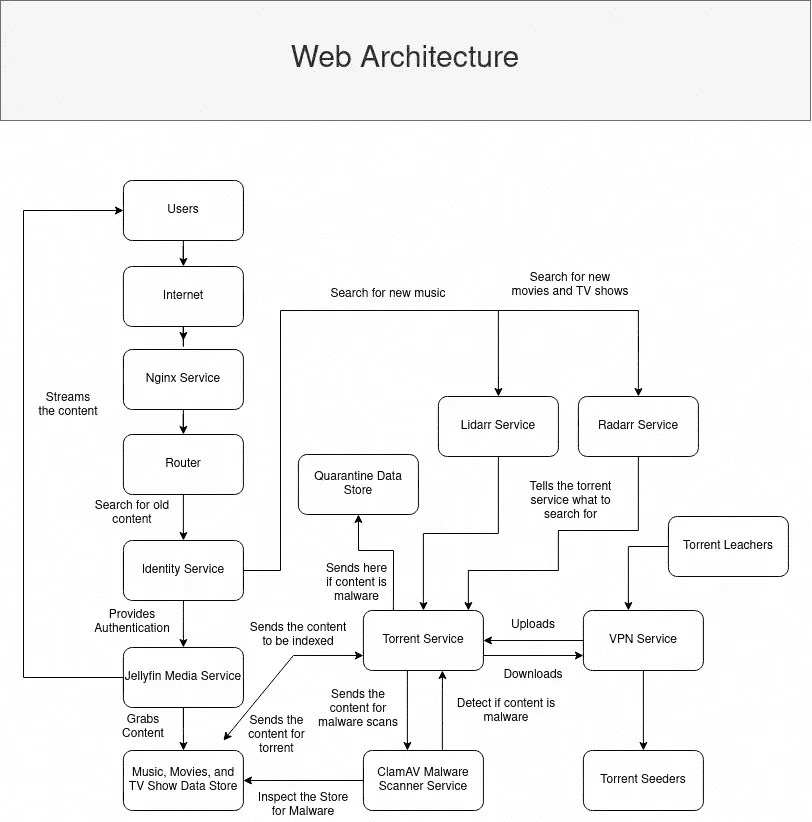 Web Architecture
Users
Internet
Search for new music
Search for new
movies and TV shows
Nginx Service
Streams
the content
Lidarr Service
Radarr Service
Router
Quarantine Data
Store
Search for old
content
Tells the torrent
service what to
search for
Torrent Leachers
Identity Service
Sends here
if content is
malware
Provides
Authentication
Sends the content
to be indexed
Torrent Service
Uploads
VPN Service
Downloads
Jellyfin Media Service
Sends the
content for
malware scans
Detect if content is
malware
Grabs
Content
Sends the
content for
torrent
Music, Movies, and
TV Show Data Store
ClamAV Malware
Scanner Service
Torrent Seeders
Inspect the Store
for Malware